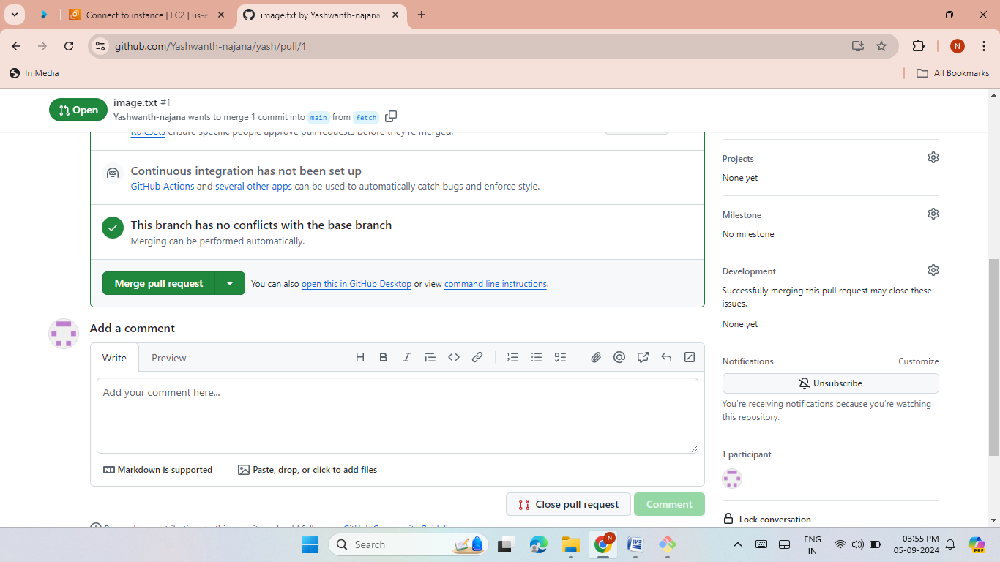 Connect to instance | EC2 | us-e
image.txt by Yashwanth-najana
github.com/Yashwanth-najana/yash/pull/1
N
In Media
All Bookmarks
Open
image.txt #1
Yashwanth-najana wants to merge 1 commit into main from fetch
Rulesets ensure specific people approve pull requests before they're merged.
Continuous integration has not been set up
GitHub Actions and several other apps can be used to automatically catch bugs and enforce style.
This branch has no conflicts with the base branch
Merging can be performed automatically.
Merge pull request
You can also open this in GitHub Desktop or view command line instructions.
Add a comment
Write
Preview
H B I
Add your comment here...
Markdown is supported
Paste, drop, or click to add files
Close pull request
Comment
Projects
None yet
Milestone
No milestone
Development
Successfully merging this pull request may close these
issues.
None yet
Notifications
Customize
Unsubscribe
You're receiving notifications because you're watching
this repository.
1 participant
Lock conversation
Search
N
ENG
IN
03:55 PM
05-09-2024
PRE